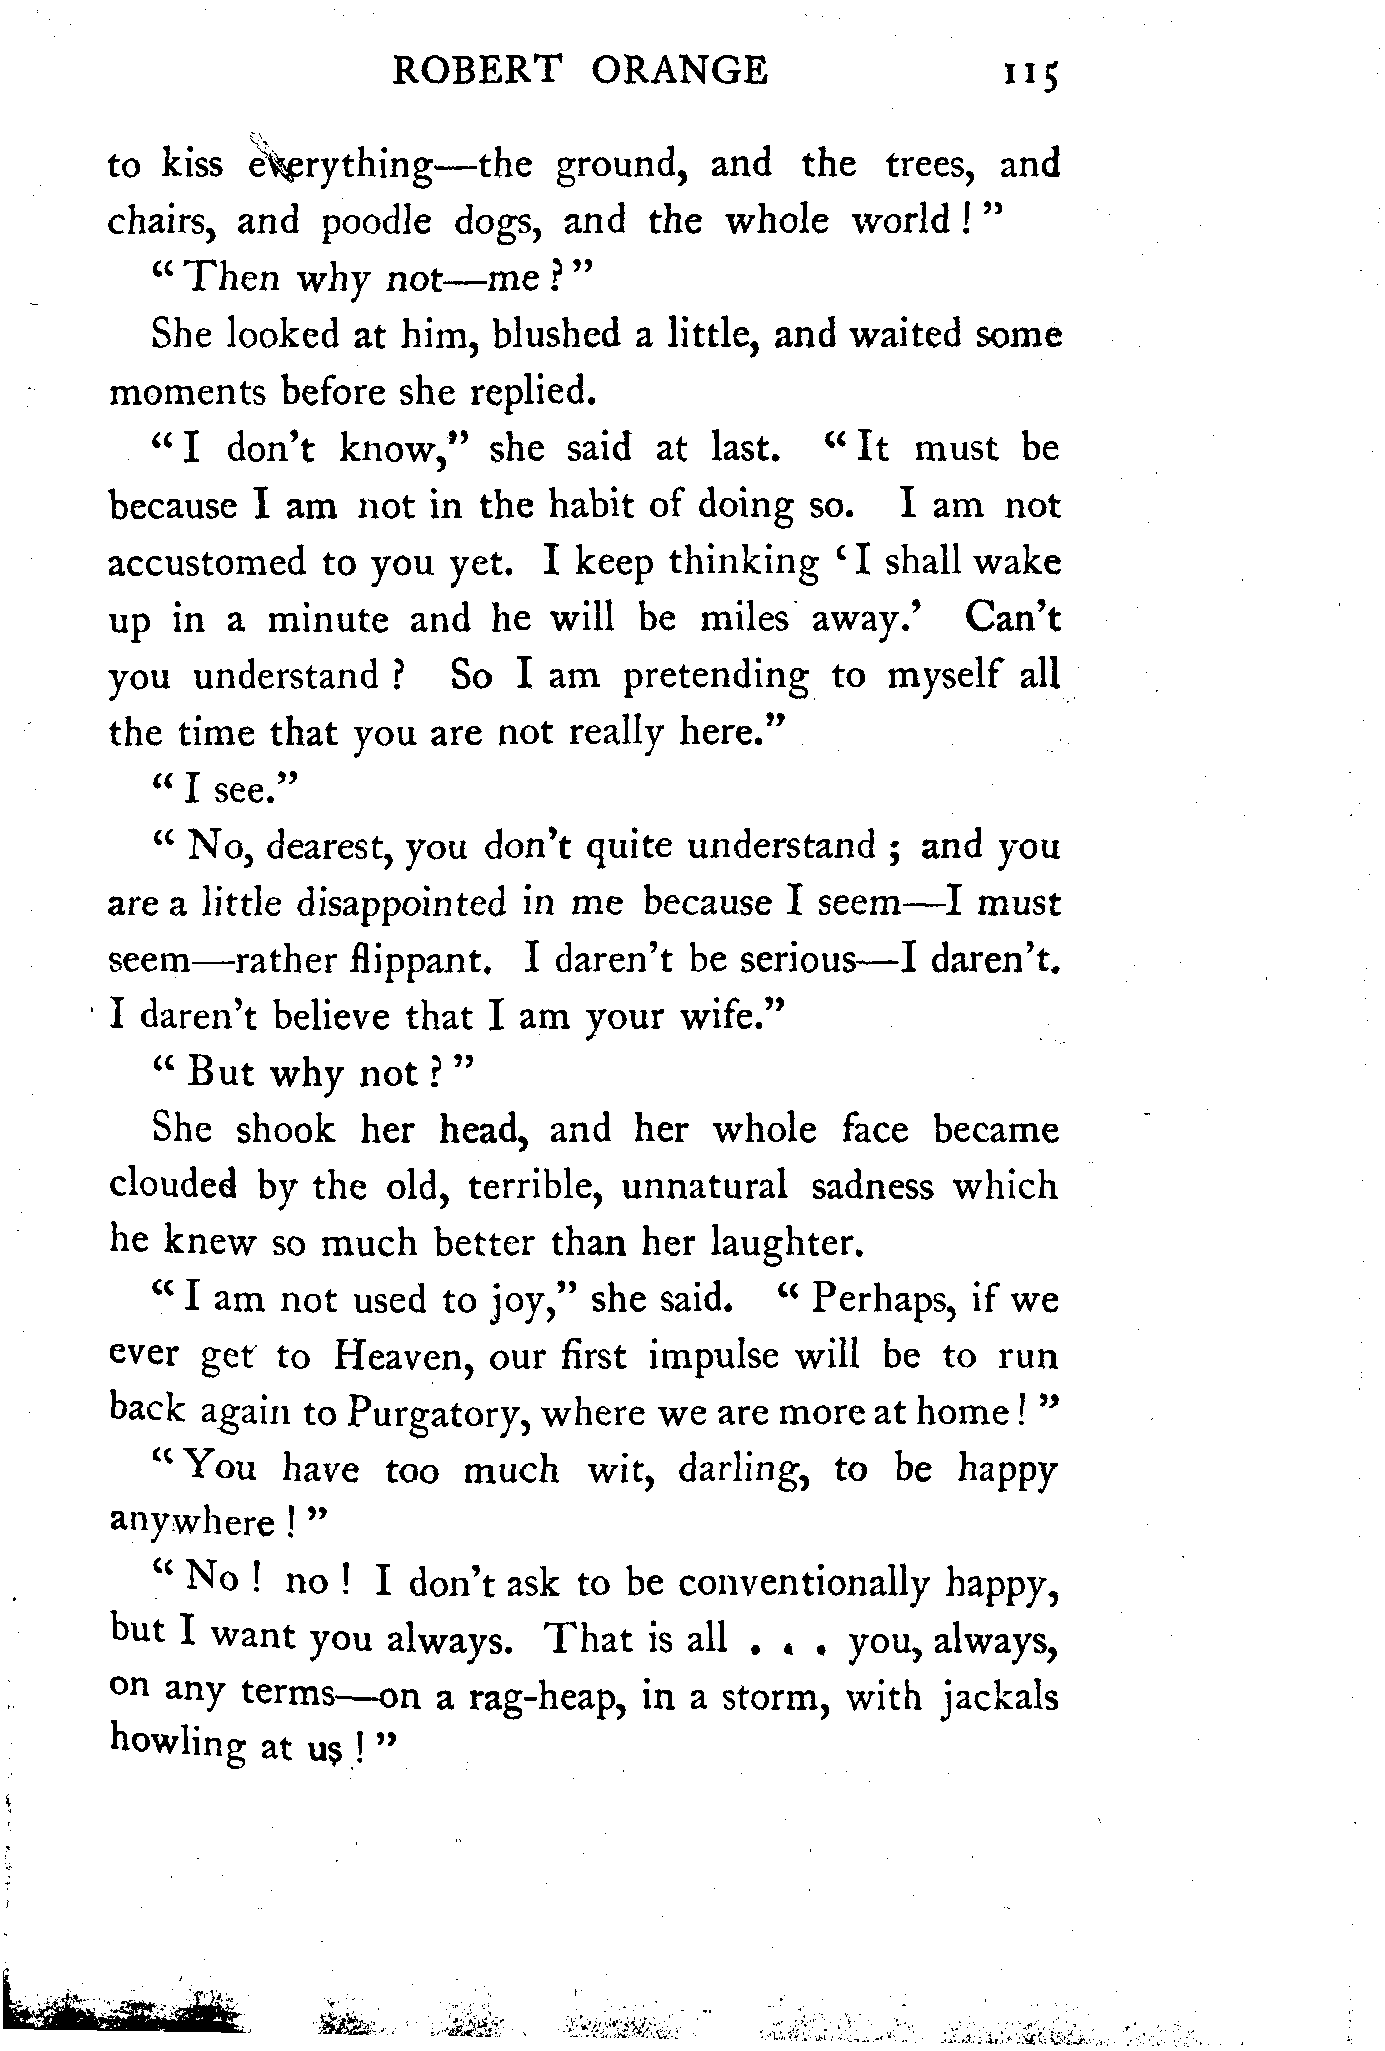 ROBERT ORANGE 115
to kiss everything—the ground, and the trees, and
chairs, and poodle dogs, and the whole world ! ”
“ Then why not—me ? ”
She looked at him, blushed a little, and waited some
moments before she replied.
“ I don’t know,” she said at last. “ It must be
because I am not in the habit of doing so. I am not
accustomed to you yet. I keep thinking ‘ I shall wake
up in a minute and he will be miles away.’ Can’t
you understand ? So I am pretending to myself all
the time that you are not really here.”
“ I see.”
“ No, dearest, you don’t quite understand ; and you
are a little disappointed in me because I seem—I must
seem—rather flippant. I daren’t be serious—I daren’t.
I daren’t believe that I am your wife.”
“ But why not ? ”
She shook her head, and her whole face became
clouded by the old, terrible, unnatural sadness which
he knew so much better than her laughter.
“ I am not used to joy,” she said. “ Perhaps, if we
ever get to Heaven, our first impulse will be to run
back again to Purgatory, where we are more at home ! ”
“ You have too much wit, darling, to be happy
anywhere ! ”
“ No ! no ! I don’t ask to be conventionally happy,
but I want you always. That is all . . . you, always,
on any terms—on a rag-heap, in a storm, with jackals
howling at us ! ”